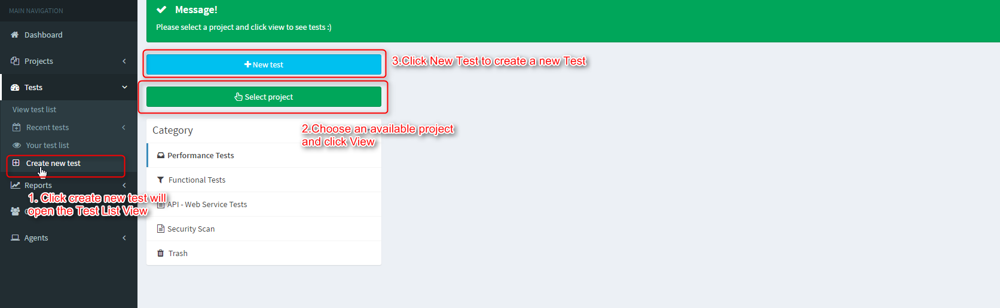 MAIN NAVIGATION
Dashboard
Projects
Tests
View test list
Recent tests
Your test list
Create new test
Reports
1. Click create new test will
open the Test List View
Agents
Message!
Please select a project and click view to see tests :)
New test
3.Click New Test to create a new Test
Select project
2.Choose an available project
and click View
Category
Performance Tests
Functional Tests
API - Web Service Tests
Security Scan
Trash